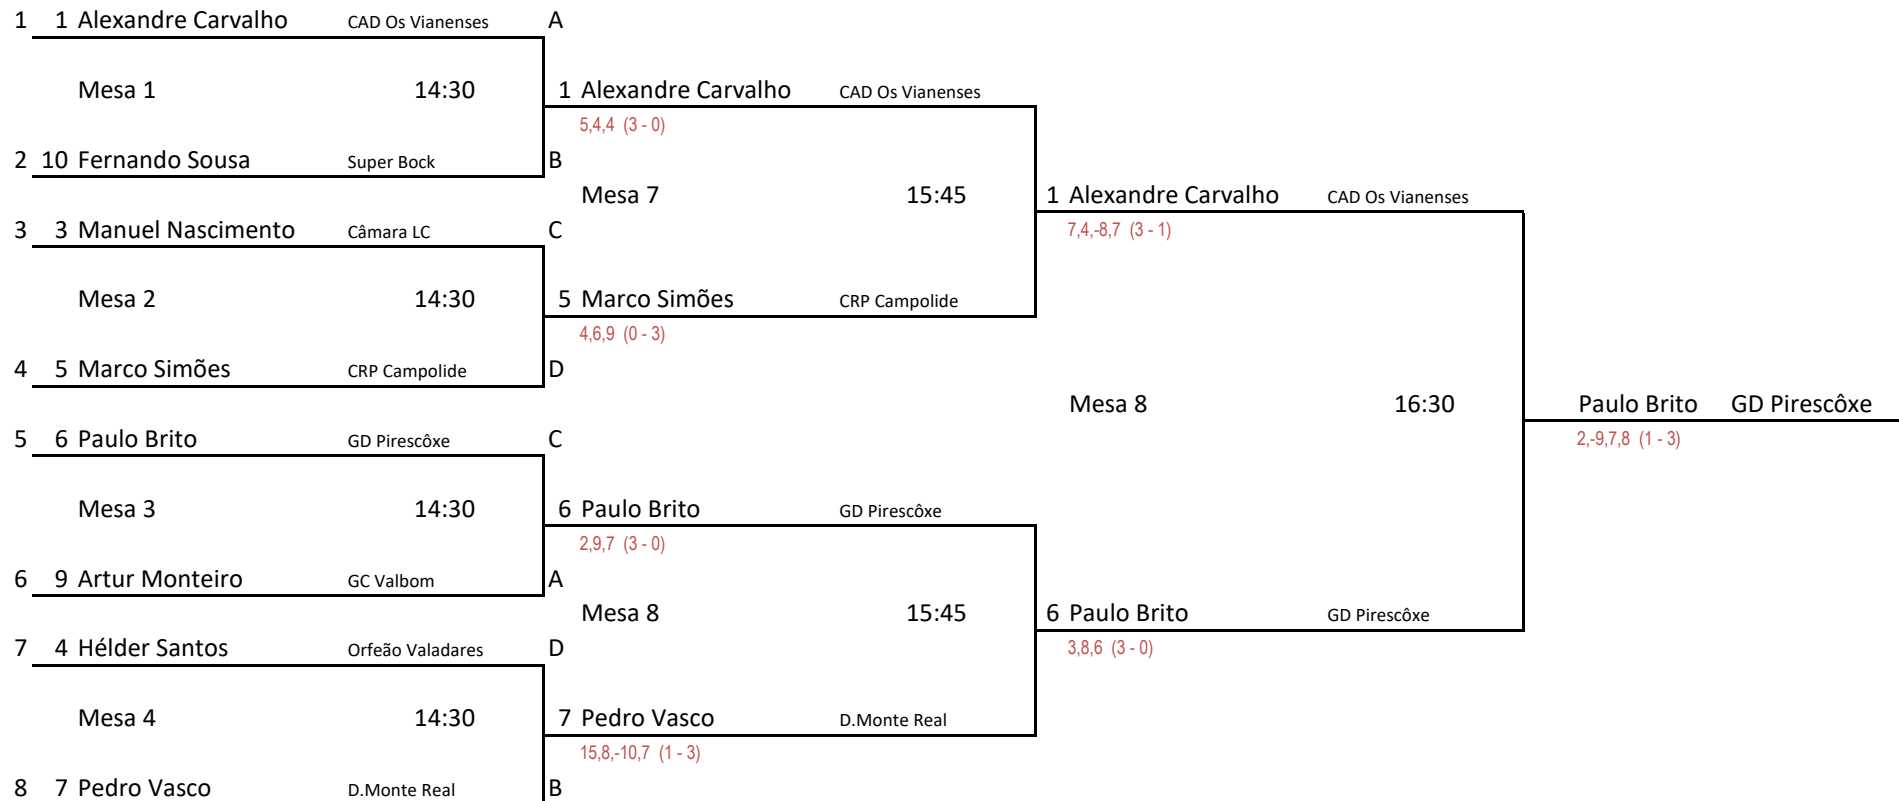 1 1 Alexandre Carvalho CAD Os Vianenses A
Mesa 1 14:30 1 Alexandre Carvalho CAD Os Vianenses
5,4,4 (3 - 0)
2 10 Fernando Sousa Super Bock B
Mesa 7 15:45 1 Alexandre Carvalho CAD Os Vianenses
3 3 Manuel Nascimento Câmara LC C 7,4,-8,7 (3 - 1)
Mesa 2 14:30 5 Marco Simões CRP Campolide
4,6,9 (0 - 3)
4 5 Marco Simões CRP Campolide D
Mesa 8 16:30 Paulo Brito GD Pirescôxe
5 6 Paulo Brito GD Pirescôxe C 2,-9,7,8 (1 - 3)
Mesa 3 14:30 6 Paulo Brito GD Pirescôxe
2,9,7 (3 - 0)
6 9 Artur Monteiro GC Valbom A
Mesa 8 15:45 6 Paulo Brito GD Pirescôxe
7 4 Hélder Santos Orfeão Valadares D 3,8,6 (3 - 0)
Mesa 4 14:30 7 Pedro Vasco D.Monte Real
15,8,-10,7 (1 - 3)
8 7 Pedro Vasco D.Monte Real B